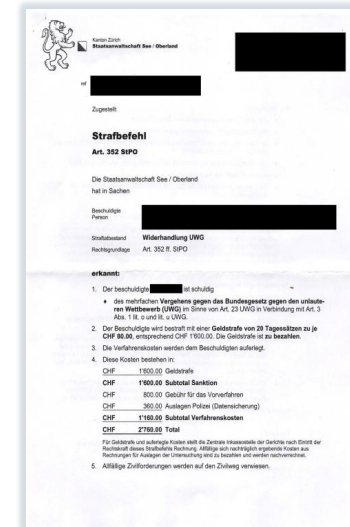 Kanton Zürich
Staatsanwaltschaft See / Oberland
ref
Zugestellt
Strafbefehl
Art. 352 StPO
Die Staatsanwaltschaft See / Oberland
hat in Sachen
Beschuldigte
Person
Straftatbestand Widerhandlung UWG
Rechtsgrundlage Art. 352 ff. StPO
erkannt:
1. Der beschuldigte ist schuldig
♦ des mehrfachen Vergehens gegen das Bundesgesetz gegen den unlaute-
ren Wettbewerb (UWG) im Sinne von Art. 23 UWG in Verbindung mit Art. 3
Abs. 1 lit. o und lit. u UWG.
2. Der Beschuldigte wird bestraft mit einer Geldstrafe von 20 Tagessätzen zu je
CHF 80.00, entsprechend CHF 1'600.00. Die Geldstrafe ist zu bezahlen.
3. Die Verfahrenskosten werden dem Beschuldigten auferlegt.
4. Diese Kosten bestehen in:
CHF 1'600.00 Geldstrafe
CHF 1'600.00 Subtotal Sanktion
CHF 800.00 Gebühr für das Vorverfahren
CHF 360.00 Auslagen Polizei (Datensicherung)
CHF 1'160.00 Subtotal Verfahrenskosten
CHF 2'760.00 Total
Für Geldstrafe und auferlegte Kosten stellt die Zentrale Inkassostelle der Gerichte nach Eintritt der
Rechtskraft dieses Strafbefehls Rechnung. Allfällige sich nachträglich ergebende Kosten aus
Rechnungen für Auslagen der Untersuchung sind zu bezahlen und werden nachverrechnet.
5. Allfällige Zivilforderungen werden auf den Zivilweg verwiesen.